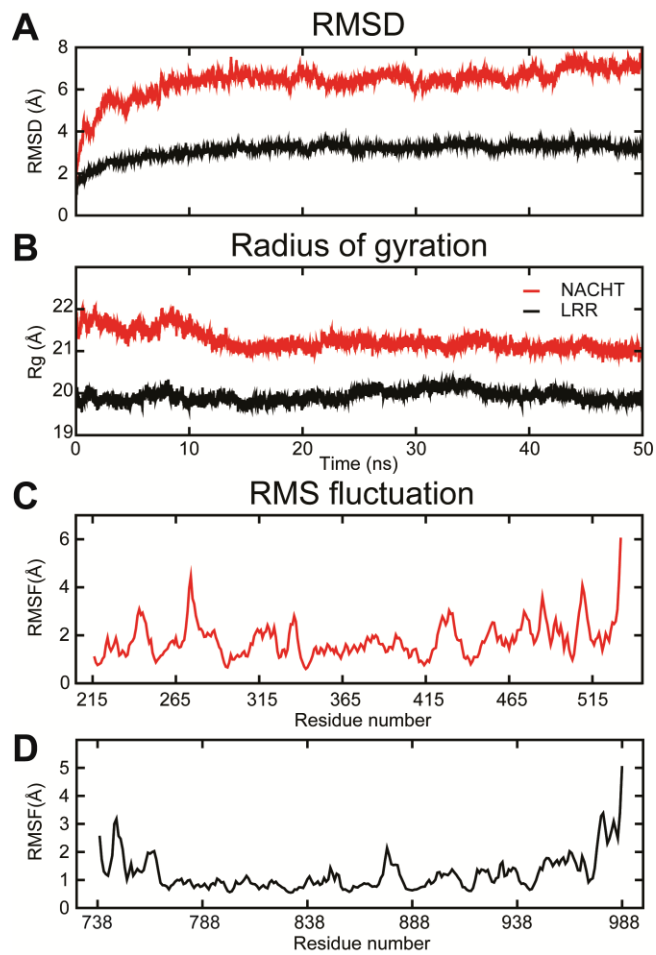 A
RMSD
8
6
4
2
0
RMSD (Å)
B
Radius of gyration
22
21
20
19
Rg (Å)
NACHT
LRR
0 10 20 30 40 50
Time (ns)
C
RMS fluctuation
6
4
2
0
RMSF(Å)
215 265 315 365 415 465 515
Residue number
D
5
4
3
2
1
0
RMSF(Å)
738 788 838 888 938 988
Residue number